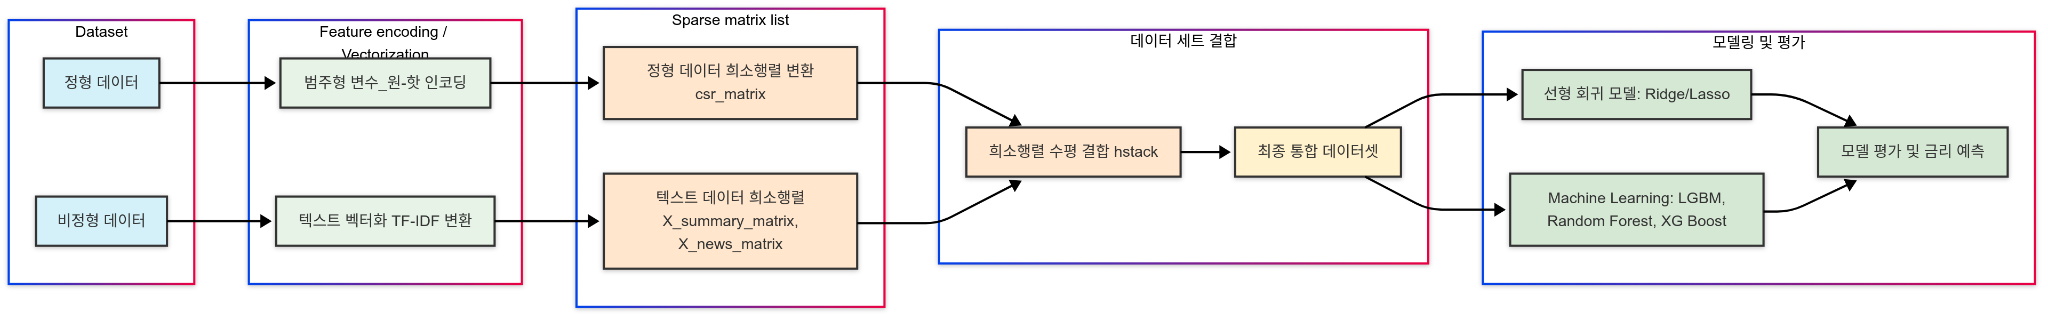 Dataset
정형 데이터
비정형 데이터
Feature encoding /
Vectorization
범주형 변수_원-핫 인코딩
텍스트 벡터화 TF-IDF 변환
Sparse matrix list
정형 데이터 희소행렬 변환
csr_matrix
텍스트 데이터 희소행렬
X_summary_matrix,
X_news_matrix
데이터 세트 결합
희소행렬 수평 결합 hstack
최종 통합 데이터셋
모델링 및 평가
선형 회귀 모델: Ridge/Lasso
Machine Learning: LGBM,
Random Forest, XG Boost
모델 평가 및 금리 예측